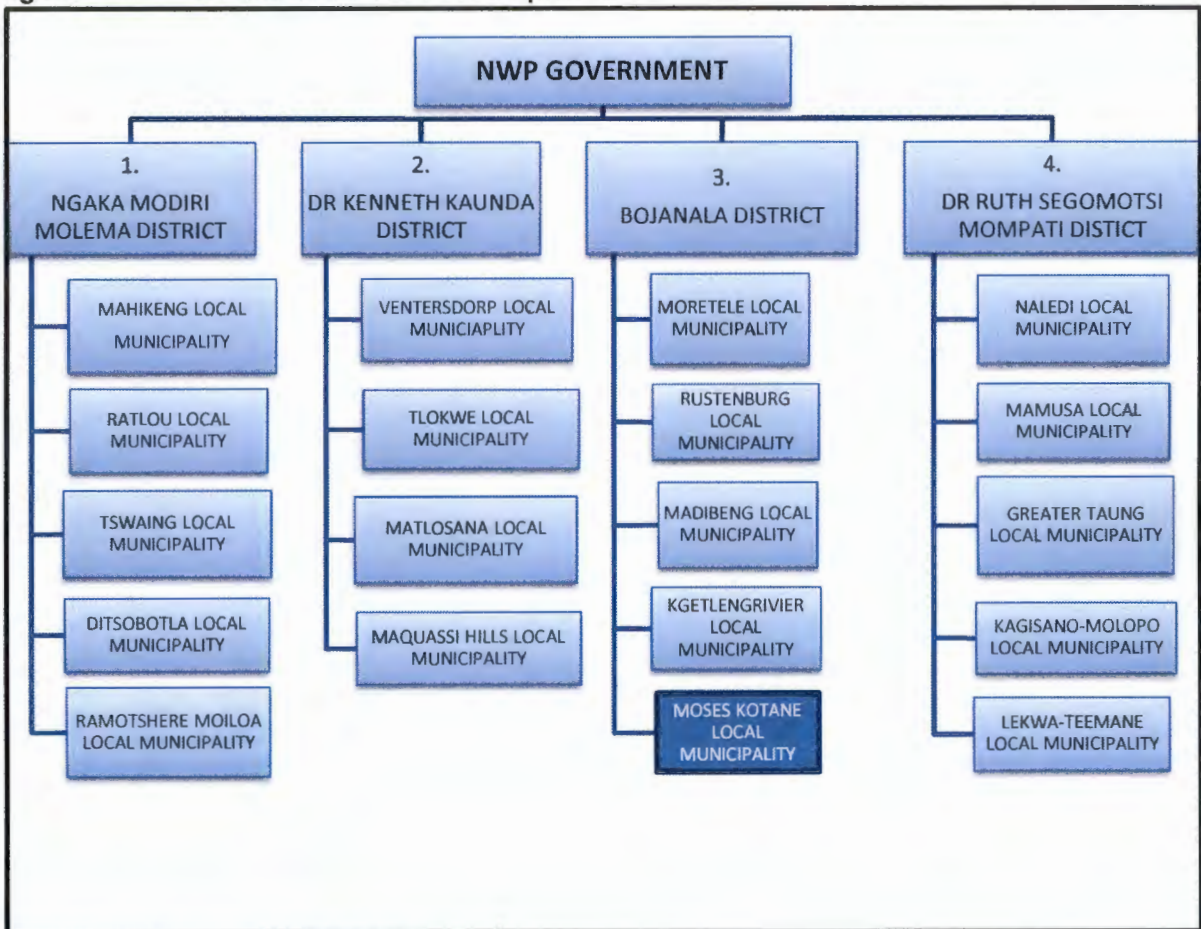 NWP GOVERNMENT
1.
NGAKA MODIRI
MOLEMA DISTRICT
MAHIKENG LOCAL
MUNICIPALITY
RATLOU LOCAL
MUNICIPALITY
TSWAING LOCAL
MUNICIPALITY
DITSOBOTLA LOCAL
MUNICIPALITY
RAMOTSHERE MOILOA
LOCAL MUNICIPALITY
2.
DR KENNETH KAUNDA
DISTRICT
VENTERSDORP LOCAL
MUNICIAPLITY
TLOKWE LOCAL
MUNICIPALITY
MATLOSANA LOCAL
MUNICIPALITY
MAQUASSI HILLS LOCAL
MUNICIPALITY
3.
BOJANALA DISTRICT
MORETELE LOCAL
MUNICIPALITY
RUSTENBURG
LOCAL
MUNICIPALITY
MADIBENG LOCAL
MUNICIPALITY
KGETLENGRIVIER
LOCAL
MUNICIPALITY
MOSES KOTANE
LOCAL
MUNICIPALITY
4.
DR RUTH SEGOMOTSI
MOMPATI DISTICT
NALEDI LOCAL
MUNICIPALITY
MAMUSA LOCAL
MUNICIPALITY
GREATER TAUNG
LOCAL MUNICIPALITY
KAGISANO-MOLOPO
LOCAL MUNICIPALITY
LEKWA-TEEMANE
LOCAL MUNICIPALITY